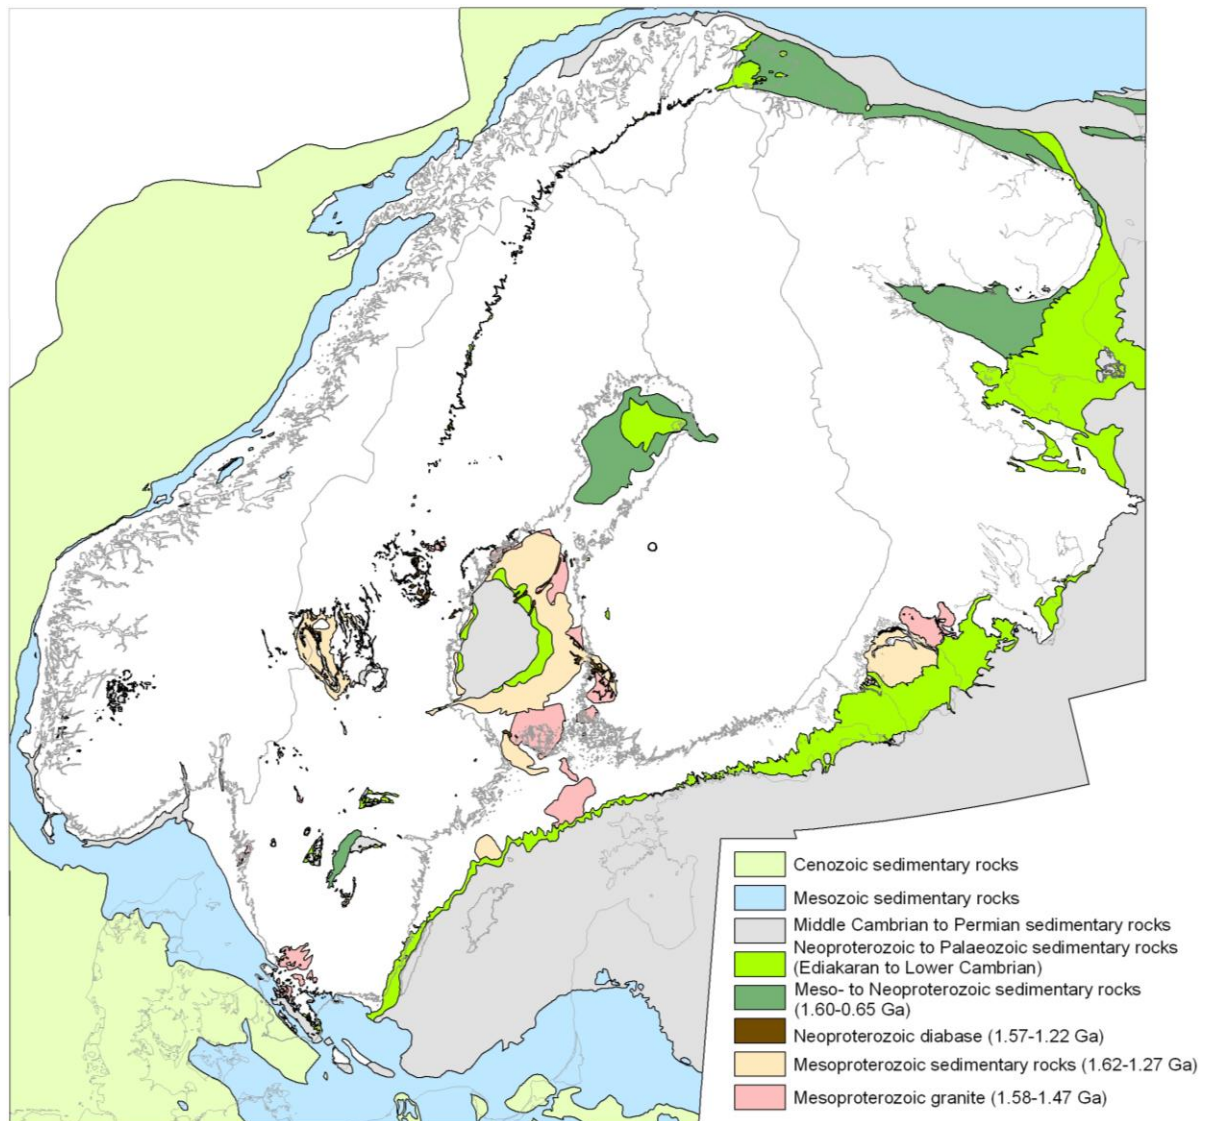 Cenozoic sedimentary rocks
Mesozoic sedimentary rocks
Middle Cambrian to Permian sedimentary rocks
Neoproterozoic to Palaeozoic sedimentary rocks
(Ediakaran to Lower Cambrian)
Meso- to Neoproterozoic sedimentary rocks
(1.60-0.65 Ga)
Neoproterozoic diabase (1.57-1.22 Ga)
Mesoproterozoic sedimentary rocks (1.62-1.27 Ga)
Mesoproterozoic granite (1.58-1.47 Ga)